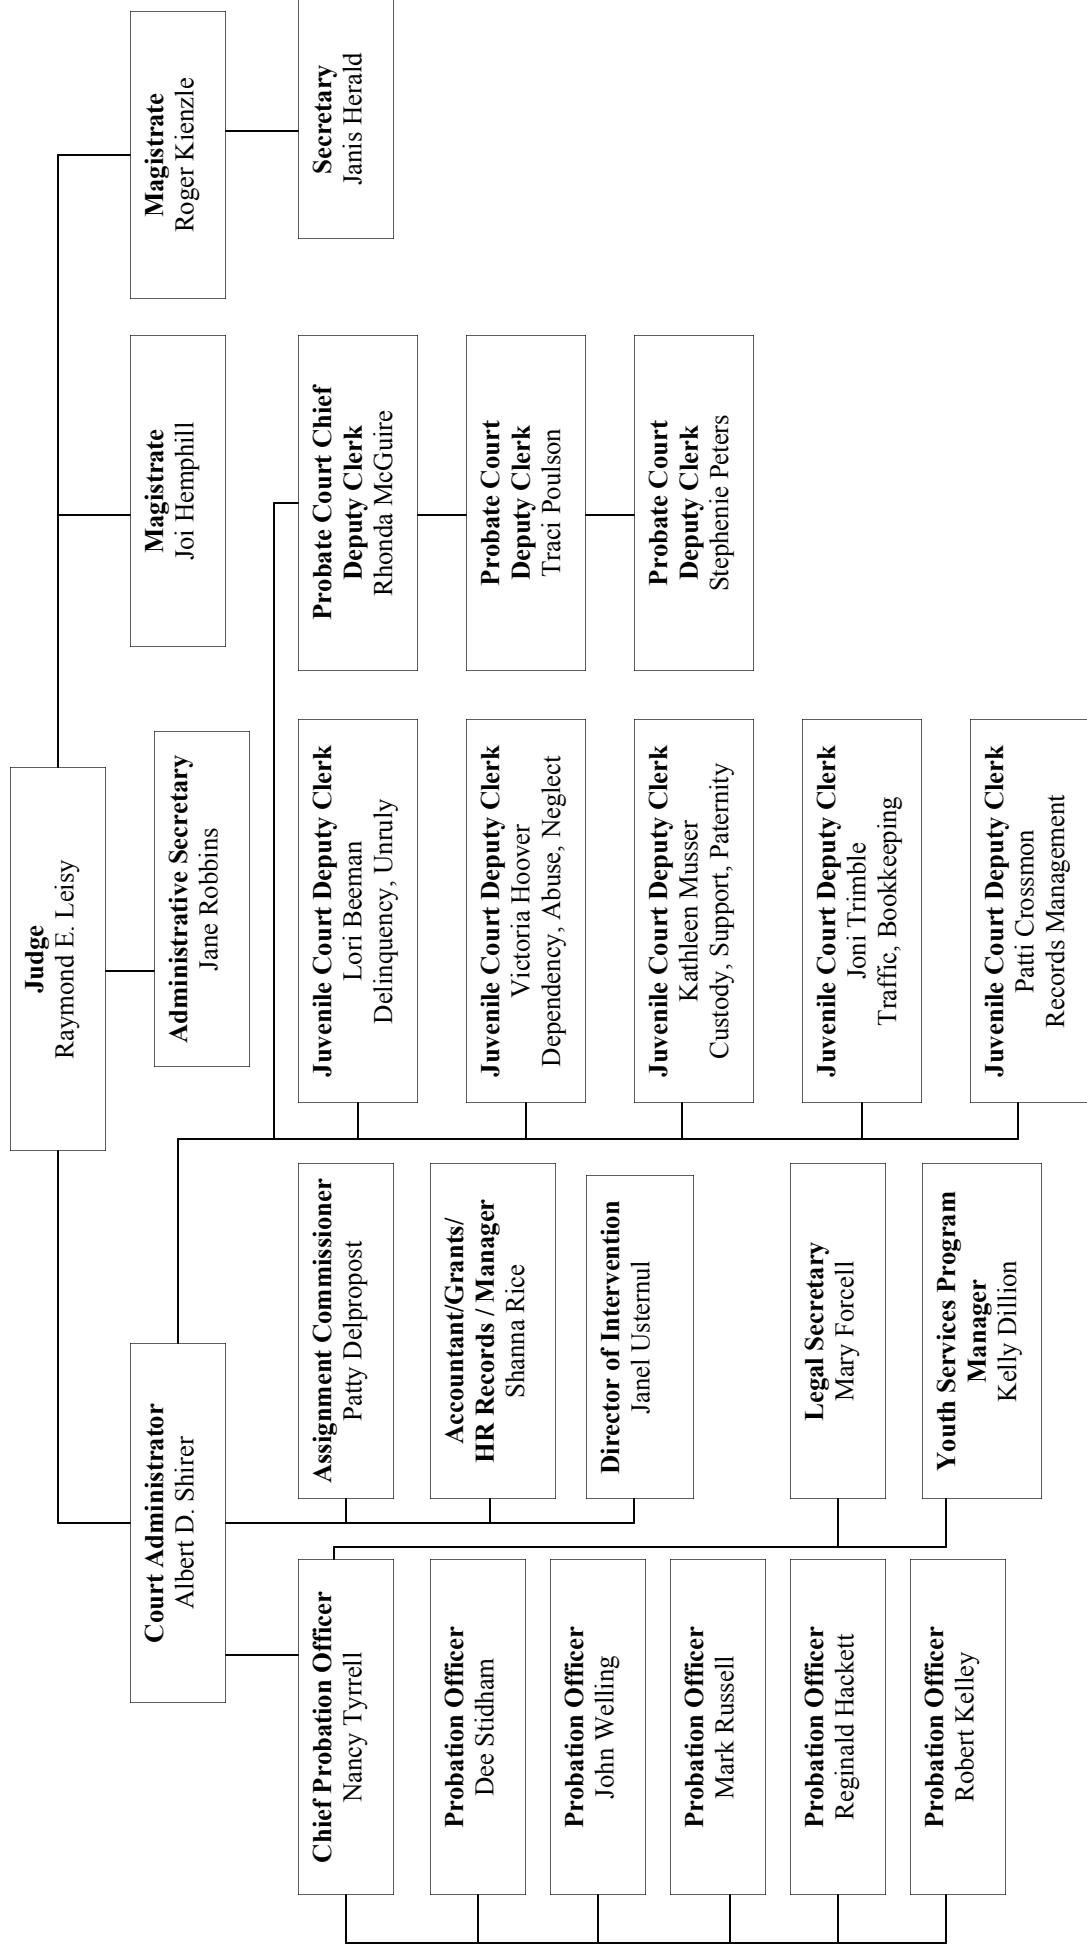 Judge
Raymond E. Leisy
Administrative Secretary
Jane Robbins
Court Administrator
Albert D. Shirer
Magistrate
Joi Hemphill
Magistrate
Roger Kienzle
Secretary
Janis Herald
Chief Probation Officer
Nancy Tyrrell
Probation Officer
Dee Stidham
Probation Officer
John Welling
Probation Officer
Mark Russell
Probation Officer
Reginald Hackett
Probation Officer
Robert Kelley
Assignment Commissioner
Patty Delpropost
Accountant/Grants/
HR Records / Manager
Shanna Rice
Director of Intervention
Janel Usternul
Legal Secretary
Mary Forcell
Youth Services Program
Manager
Kelly Dillion
Juvenile Court Deputy Clerk
Lori Beeman
Delinquency, Unruly
Juvenile Court Deputy Clerk
Victoria Hoover
Dependency, Abuse, Neglect
Juvenile Court Deputy Clerk
Kathleen Musser
Custody, Support, Paternity
Juvenile Court Deputy Clerk
Joni Trimble
Traffic, Bookkeeping
Juvenile Court Deputy Clerk
Patti Crossmon
Records Management
Probate Court Chief
Deputy Clerk
Rhonda McGuire
Probate Court
Deputy Clerk
Traci Poulson
Probate Court
Deputy Clerk
Stephenie Peters